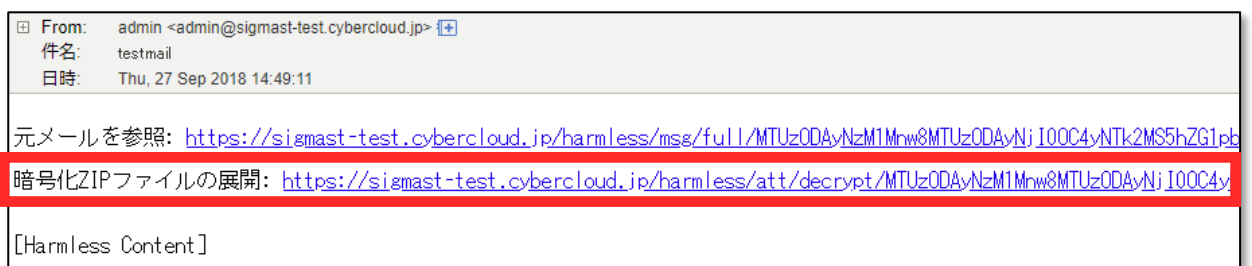 From: admin <admin@sigmast-test.cybercloud.jp>
件名: testmail
日時: Thu, 27 Sep 2018 14:49:11
元メールを参照: https://sigmast-test.cybercloud.jp/harmless/msg/full/MTUzODAyNzM1Mnw8MTUzODAyNjI0OC4yNTk2MS5hZG1pb
暗号化ZIPファイルの展開: https://sigmast-test.cybercloud.jp/harmless/att/decrypt/MTUzODAyNzM1Mnw8MTUzODAyNjI0OC4y
[Harmless Content]